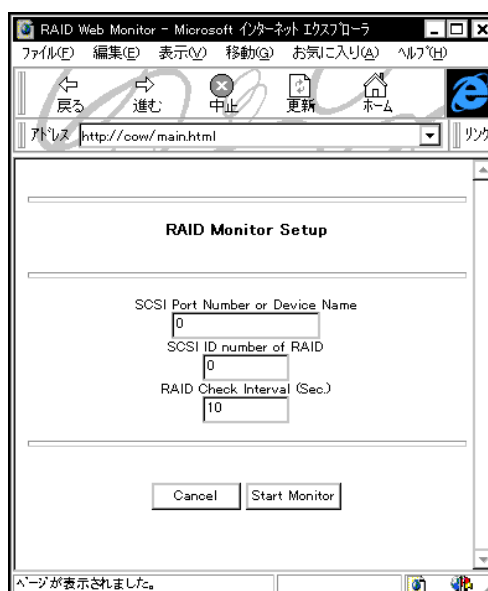 RAID Web Monitor - Microsoft インターネット エクスプローラ
ファイル(F) 編集(E) 表示(V) 移動(G) お気に入り(A) ヘルプ(H)
戻る 進む 中止 更新 ホーム
アドレス http://cow/main.html リンク
RAID Monitor Setup
SCSI Port Number or Device Name
0
SCSI ID number of RAID
0
RAID Check Interval (Sec.)
10
Cancel Start Monitor
ページが表示されました。